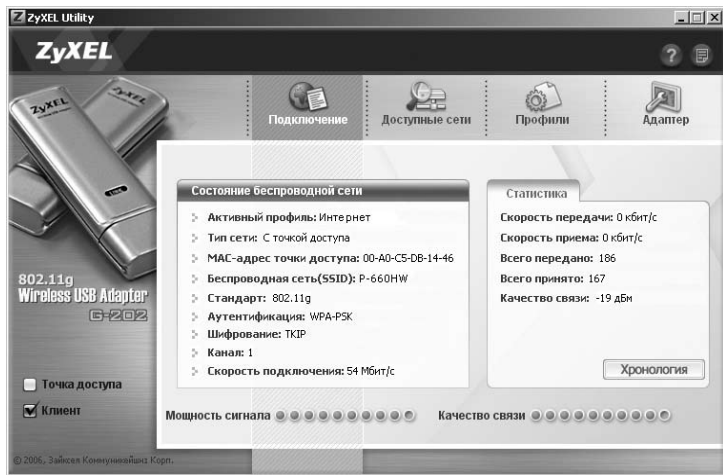 ZyXEL Utility
ZyXEL
Подключение
Доступные сети
Профили
Адаптер
ZyXEL
ZyXEL
Состояние беспроводной сети
Активный профиль: Интернет
Тип сети: С точкой доступа
MAC-адрес точки доступа: 00-A0-C5-DB-14-46
Беспроводная сеть(SSID): P-660HW
Стандарт: 802.11g
Аутентификация: WPA-PSK
Шифрование: TKIP
Канал: 1
Скорость подключения: 54 Мбит/с
Статистика
Скорость передачи: 0 кбит/с
Скорость приема: 0 кбит/с
Всего передано: 186
Всего принято: 167
Качество связи: -19 дБм
Хронология
802.11g
Wireless USB Adapter
G-202
Точка доступа
Клиент
Мощность сигнала
Качество связи
© 2006, Зайксел Коммуникейшнз Корп.